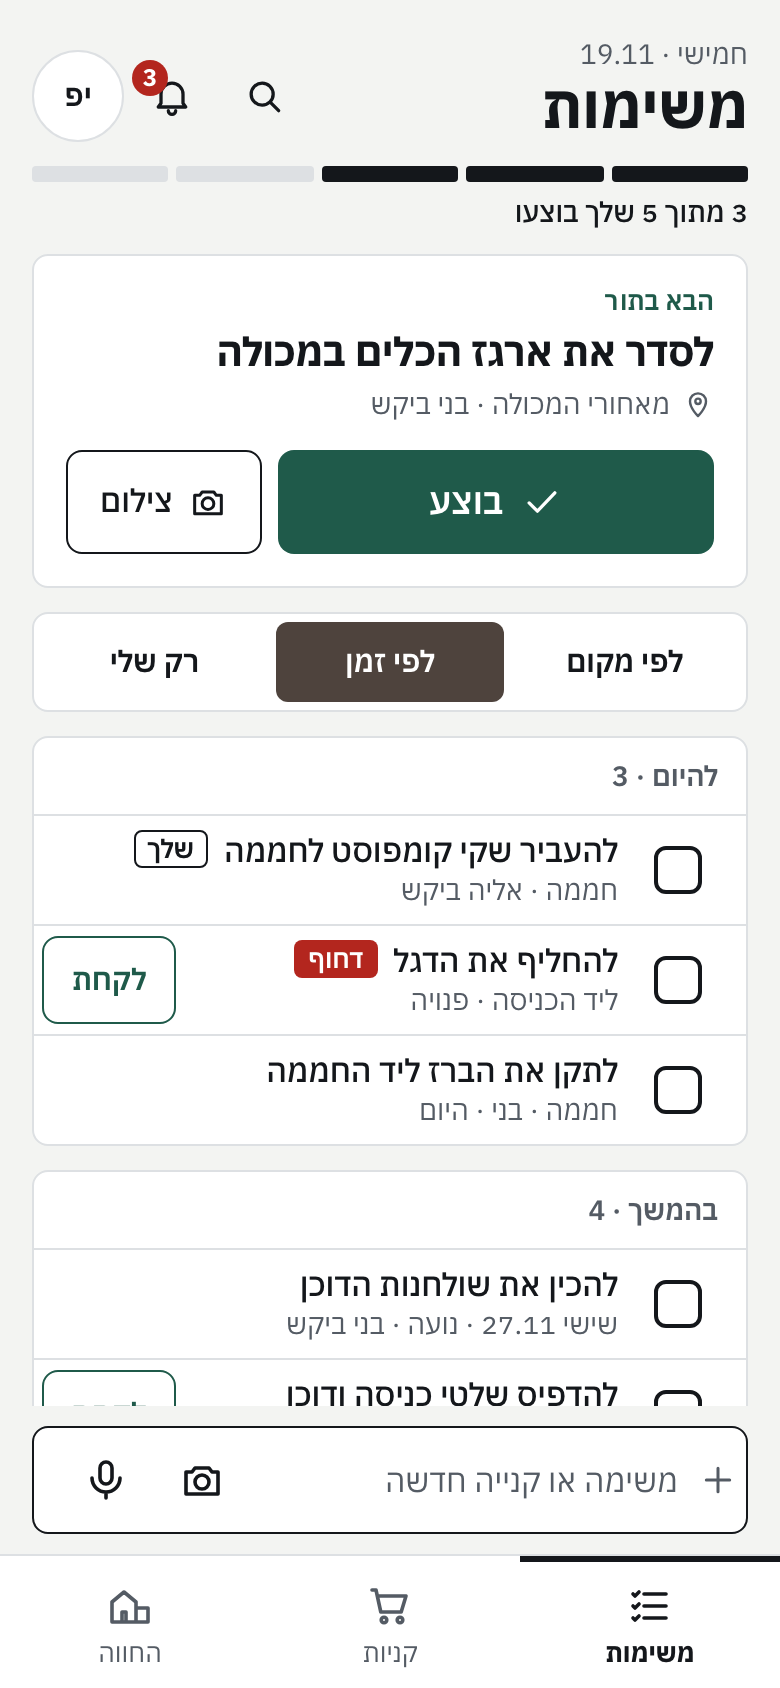 חמישי · 19.11
משימות
3
יפ
3 מתוך 5 שלך בוצעו
הבא בתור
לסדר את ארגז הכלים במכולה
מאחורי המכולה · בני ביקש
בוצע
צילום
לפי מקום
לפי זמן
רק שלי
להיום · 3
להעביר שקי קומפוסט לחממה שלך
חממה · אליה ביקש
להחליף את הדגל דחוף
ליד הכניסה · פנויה
לקחת
לתקן את הברז ליד החממה
חממה · בני · היום
בהמשך · 4
להכין את שולחנות הדוכן
שישי 27.11 · נועה · בני ביקש
להדפיס שלטי כניסה ודוכן
משימה או קנייה חדשה
משימות
קניות
החווה